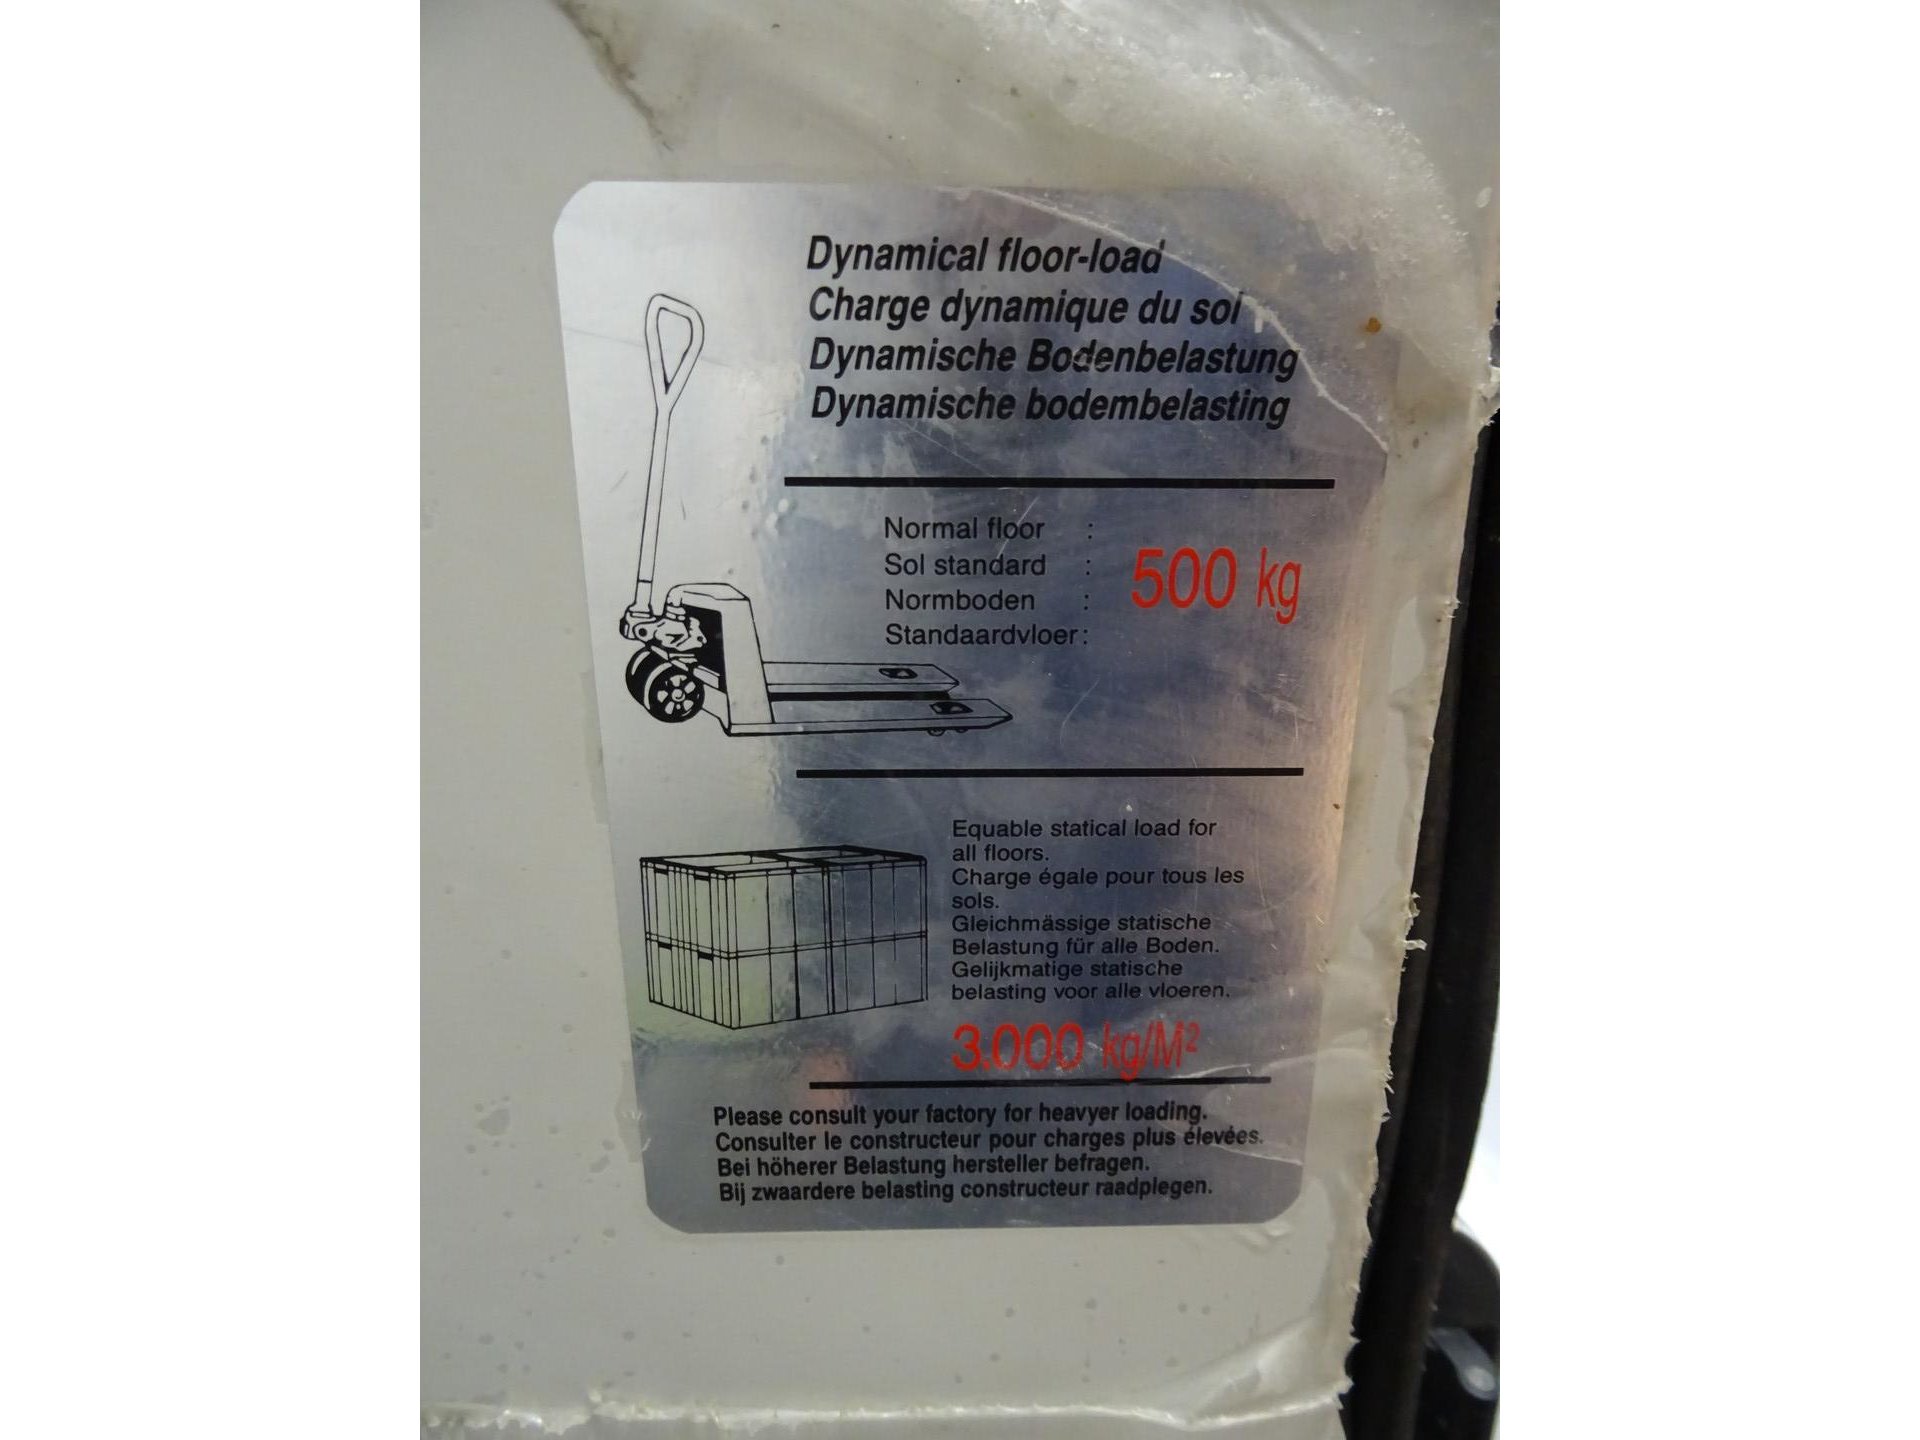 Dynamical floor-load
Charge dynamique du sol
Dynamische Bodenbelastung
Dynamische bodembelasting
Normal floor :
Sol standard :
Normboden :
Standaardvloer :
500 kg
Equable statical load for
all floors.
Charge égale pour tous les
sols.
Gleichmässige statische
Belastung für alle Boden.
Gelijkmatige statische
belasting voor alle vloeren.
3.000 kg/M²
Please consult your factory for heavyer loading.
Consulter le constructeur pour charges plus élevées.
Bei höherer Belastung hersteller befragen.
Bij zwaardere belasting constructeur raadplegen.